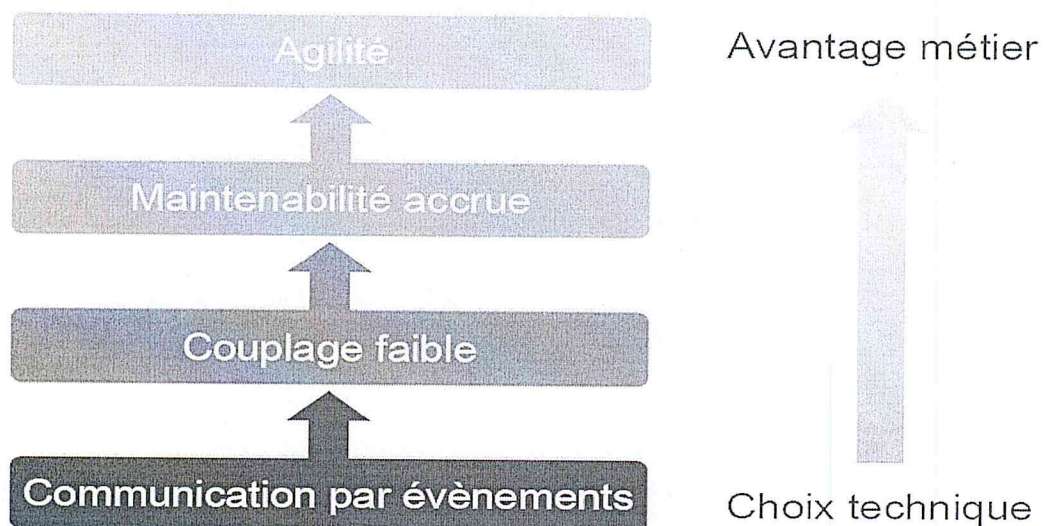 Agilité
Avantage métier
Maintenabilité accrue
Couplage faible
Communication par évènements
Choix technique